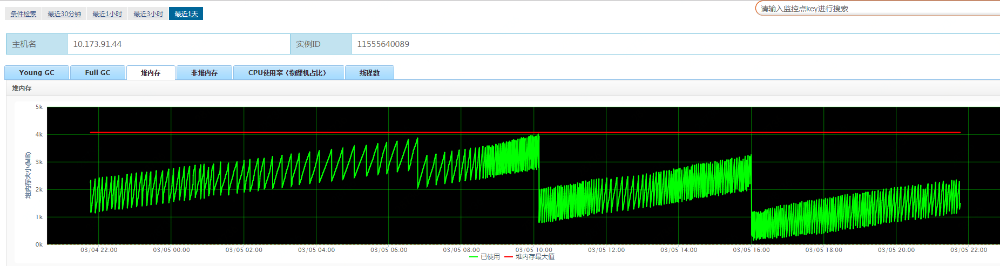 请输入监控点key进行搜索
条件检索 最近30分钟 最近1小时 最近3小时 最近1天
主机名 10.173.91.44 实例ID 11555640089
Young GC Full GC 堆内存 非堆内存 CPU使用率（物理机占比） 线程数
堆内存
堆内存大小(MB)
5k
4k
3k
2k
1k
0k
03/04 22:00 03/05 00:00 03/05 02:00 03/05 04:00 03/05 06:00 03/05 08:00 03/05 10:00 03/05 12:00 03/05 14:00 03/05 16:00 03/05 18:00 03/05 20:00 03/05 22:00
已使用 堆内存最大值